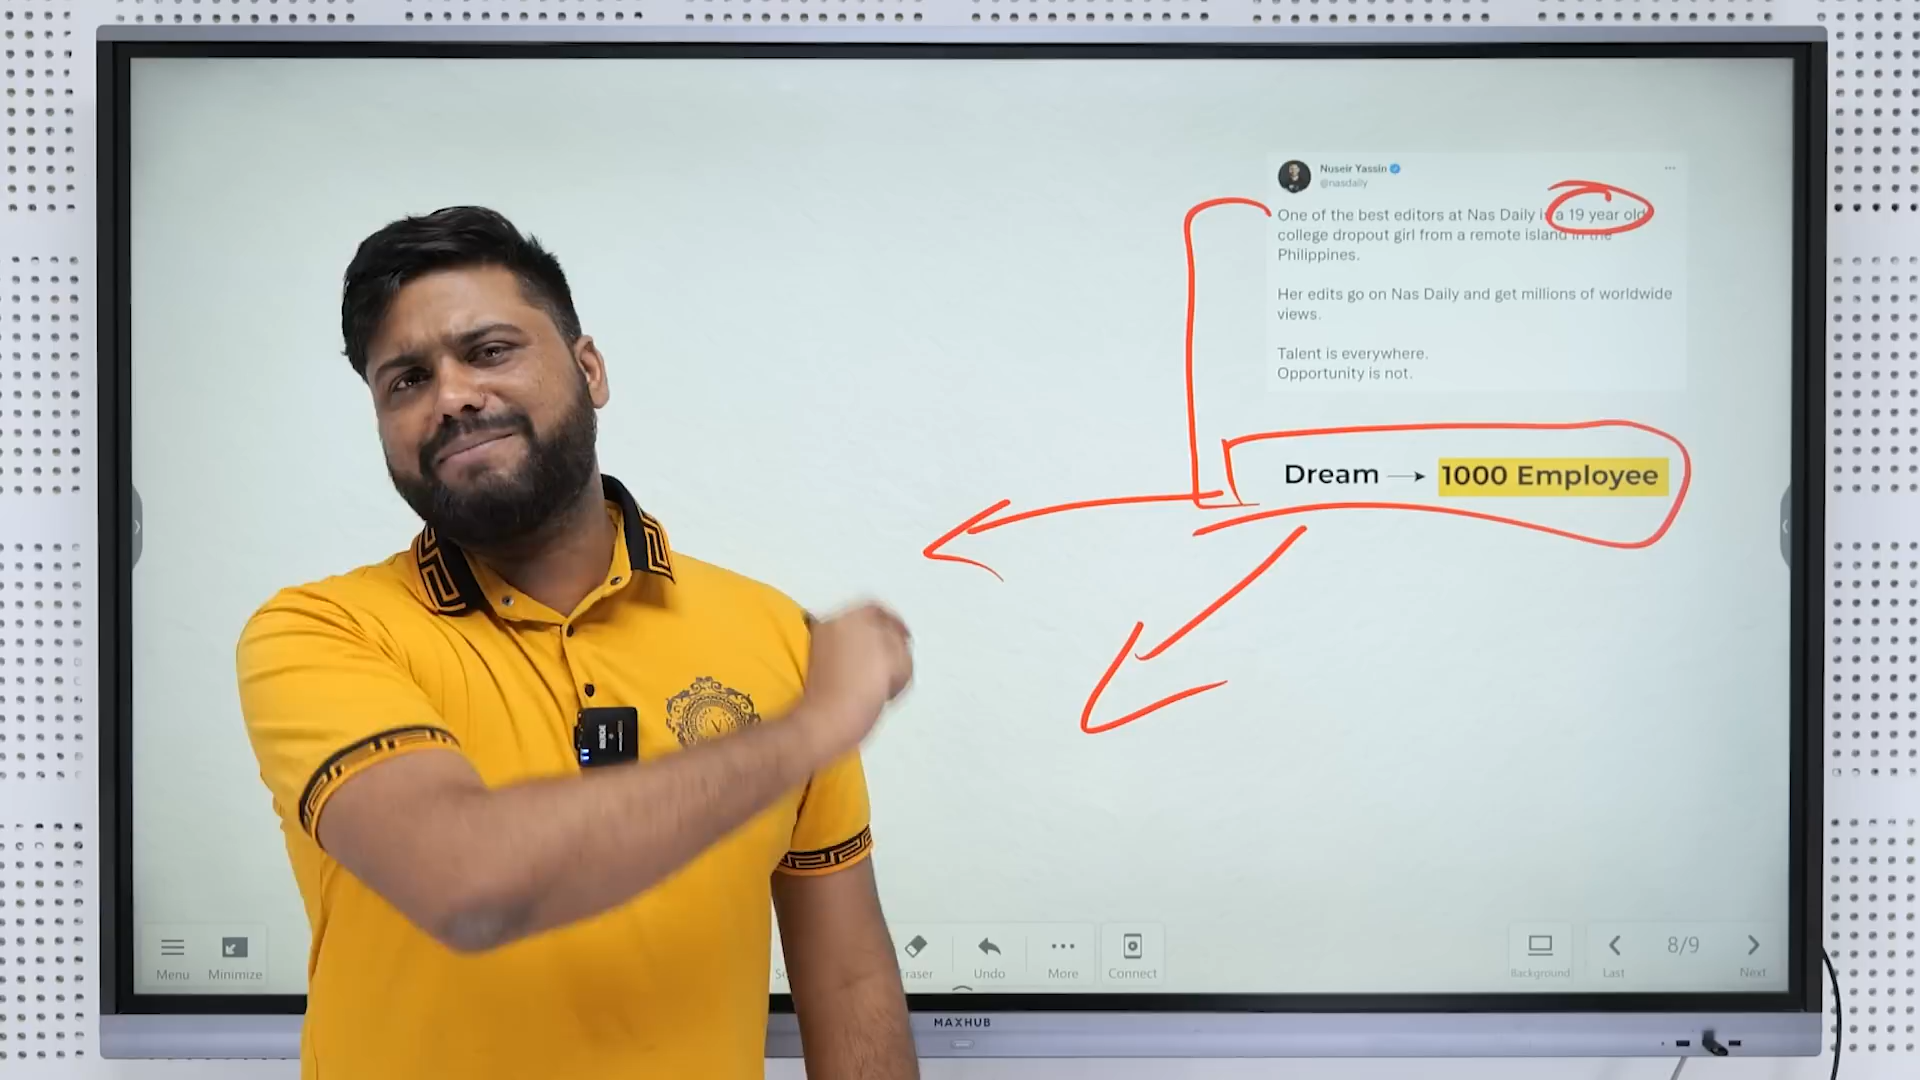 Nuseir Yassin
@nasdaily
One of the best editors at Nas Daily is a 19 year old
college dropout girl from a remote island in the
Philippines.
Her edits go on Nas Daily and get millions of worldwide
views.
Talent is everywhere.
Opportunity is not.
Dream → 1000 Employee
RODE
V
Menu
Minimize
Eraser
Undo
More
Connect
Background
Last
8/9
Next
MAXHUB